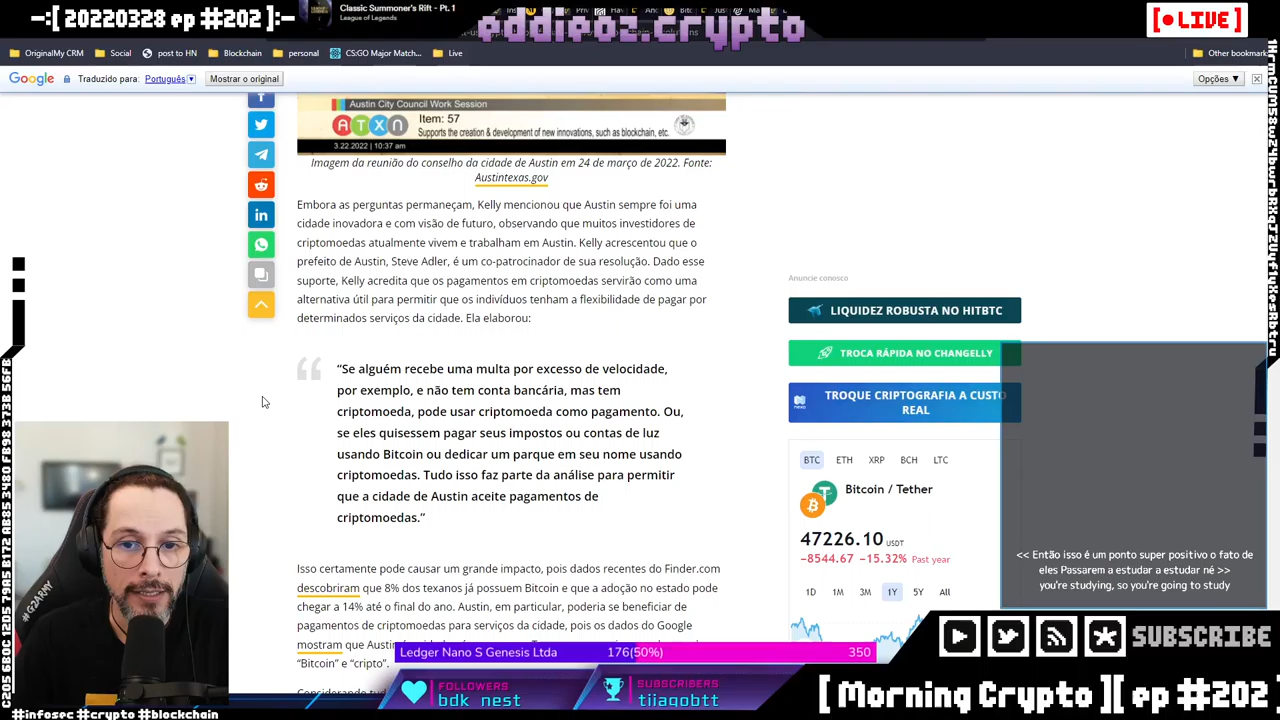 -:[ 20220328 ep #202 ]:-
Classic Summoner's Rift - Pt. 1
League of Legends
eddieoz.crypto
[● LIVE ]
OriginalMy CRM
Social
post to HN
Blockchain
personal
CS:GO Major Match...
Live
Other bookmark
Google
Traduzido para: Português
Mostrar o original
Opções ▼
Austin City Council Work Session
ATXN
Item: 57
Supports the creation & development of new innovations, such as blockchain, etc.
3.22.2022 | 10:37 am
Imagem da reunião do conselho da cidade de Austin em 24 de março de 2022. Fonte:
Austintexas.gov
Embora as perguntas permaneçam, Kelly mencionou que Austin sempre foi uma
cidade inovadora e com visão de futuro, observando que muitos investidores de
criptomoedas atualmente vivem e trabalham em Austin. Kelly acrescentou que o
prefeito de Austin, Steve Adler, é um co-patrocinador de sua resolução. Dado esse
suporte, Kelly acredita que os pagamentos em criptomoedas servirão como uma
alternativa útil para permitir que os indivíduos tenham a flexibilidade de pagar por
determinados serviços da cidade. Ela elaborou:
“Se alguém recebe uma multa por excesso de velocidade,
por exemplo, e não tem conta bancária, mas tem
criptomoeda, pode usar criptomoeda como pagamento. Ou,
se eles quisessem pagar seus impostos ou contas de luz
usando Bitcoin ou dedicar um parque em seu nome usando
criptomoedas. Tudo isso faz parte da análise para permitir
que a cidade de Austin aceite pagamentos de
criptomoedas.”
Isso certamente pode causar um grande impacto, pois dados recentes do Finder.com
descobriram que 8% dos texanos já possuem Bitcoin e que a adoção no estado pode
chegar a 14% até o final do ano. Austin, em particular, poderia se beneficiar de
pagamentos de criptomoedas para serviços da cidade, pois os dados do Google
mostram que Austin
“Bitcoin” e “cripto”.
Anuncie conosco
LIQUIDEZ ROBUSTA NO HITBTC
TROCA RÁPIDA NO CHANGELLY
nexo
TROQUE CRIPTOGRAFIA A CUSTO
REAL
BTC ETH XRP BCH LTC
Bitcoin / Tether
47226.10 USDT
−8544.67 −15.32% Past year
1D 1M 3M 1Y 5Y All
<< Então isso é um ponto super positivo o fato de
eles Passarem a estudar a estudar né >>
you're studying, so you're going to study
Ledger Nano S Genesis Ltda 176(50%) 350
FOLLOWERS
bdk_nest
SUBSCRIBERS
tiiagobtt
SUBSCRIBE
[ Morning Crypto ][ ep #202
#infosec #crypto #blockchain
#G2ARMY